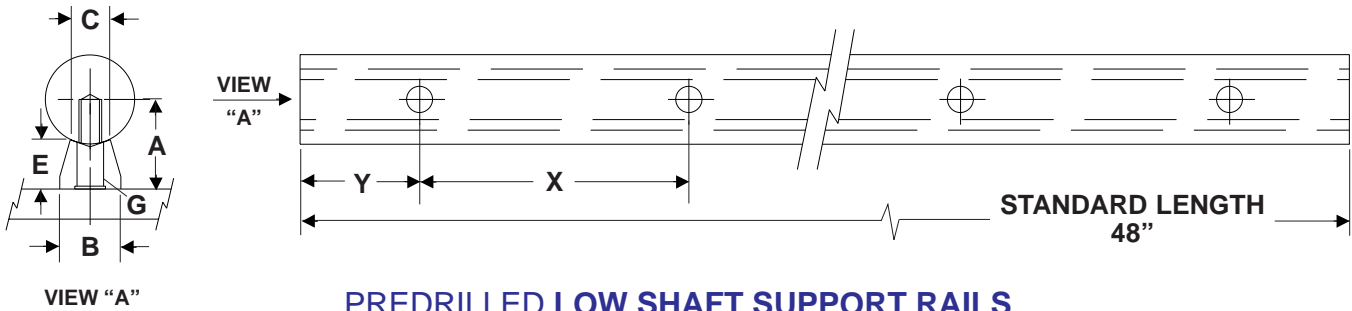 C
VIEW
“A”
E
A
G
B
Y
X
STANDARD LENGTH
48”
VIEW “A”
PREDRILLED LOW SHAFT SUPPORT RAILS